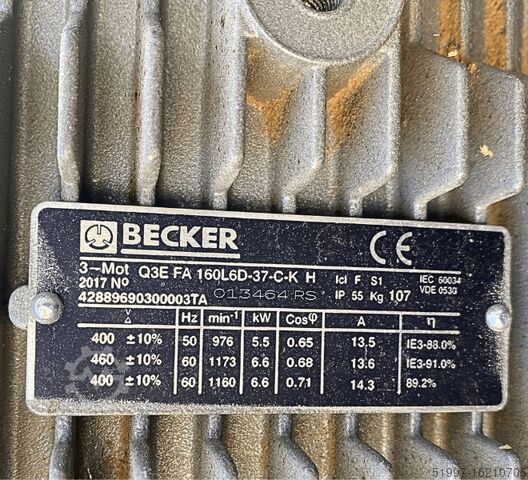 BECKER
CE
3~Mot Q3E FA 160L6D-37-C-K H Icl F S1 IEC 60034
2017 Nº IP 55 Kg 107 VDE 0530
42889690300003TA 013464 RS
V Hz min⁻¹ kW Cosφ A η
400 ±10% 50 976 5.5 0.65 13.5 IE3-88.0%
460 ±10% 60 1173 6.6 0.68 13.6 IE3-91.0%
400 ±10% 60 1160 6.6 0.71 14.3 89.2%
51997-16210705